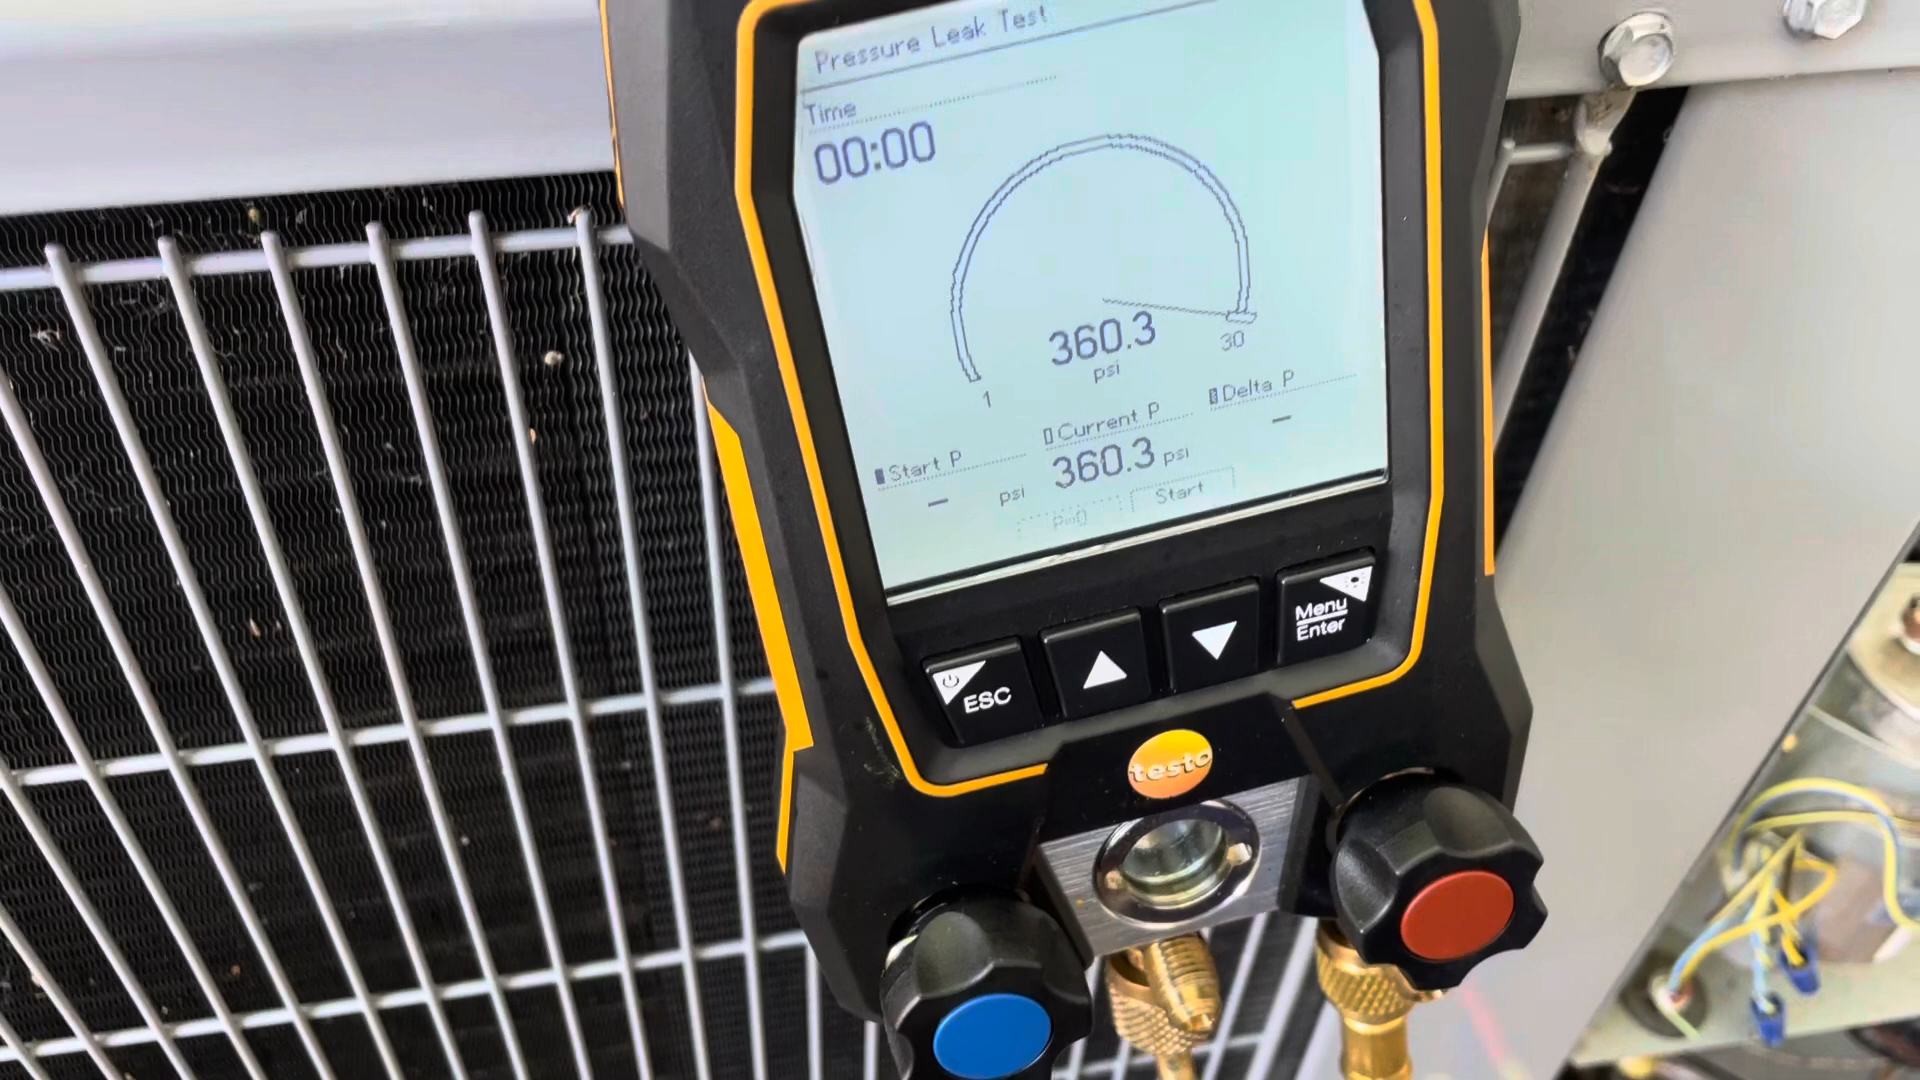 Pressure Leak Test
Time
00:00
360.3
psi
1
30
Start P
Current P
Delta P
–
psi
360.3 psi
–
P=0
Start
ESC
Menu
Enter
testo